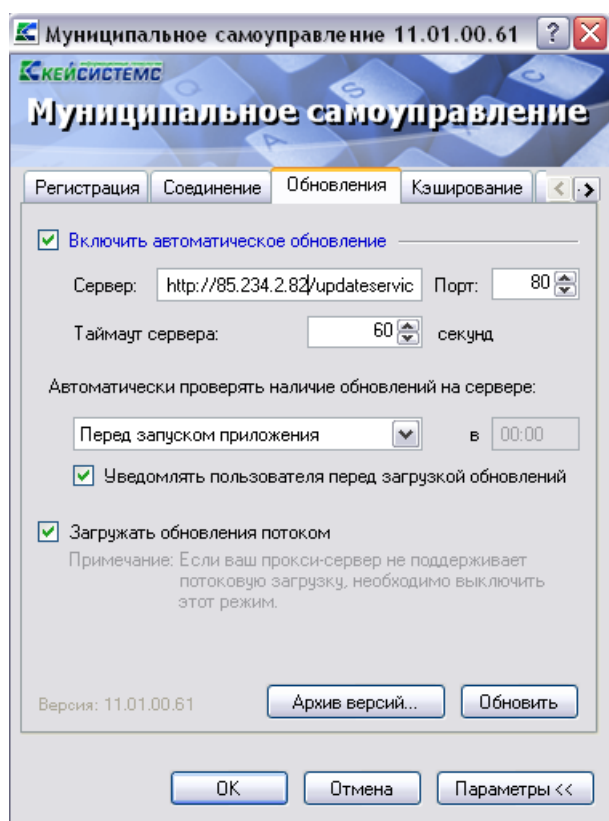 Муниципальное самоуправление 11.01.00.61
КЕЙСИСТЕМС
Муниципальное самоуправление
Регистрация Соединение Обновления Кэширование
Включить автоматическое обновление
Сервер: http://85.234.2.82/updateservic Порт: 80
Таймаут сервера: 60 секунд
Автоматически проверять наличие обновлений на сервере:
Перед запуском приложения в 00:00
Уведомлять пользователя перед загрузкой обновлений
Загружать обновления потоком
Примечание: Если ваш прокси-сервер не поддерживает
потоковую загрузку, необходимо выключить
этот режим.
Версия: 11.01.00.61 Архив версий... Обновить
OK Отмена Параметры <<